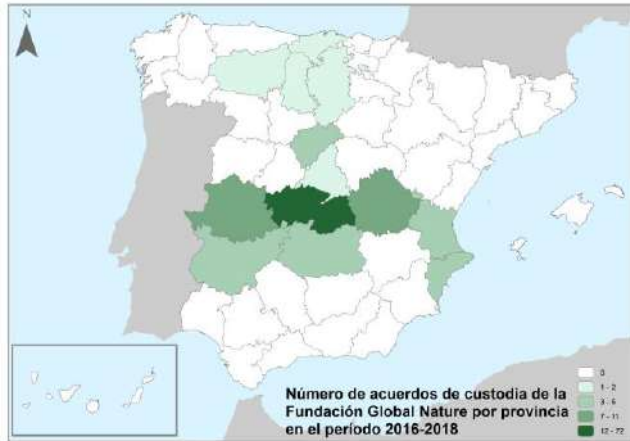 N
Número de acuerdos de custodia de la
Fundación Global Nature por provincia
en el período 2016-2018
0
1 - 2
3 - 6
7 - 11
12 - 72